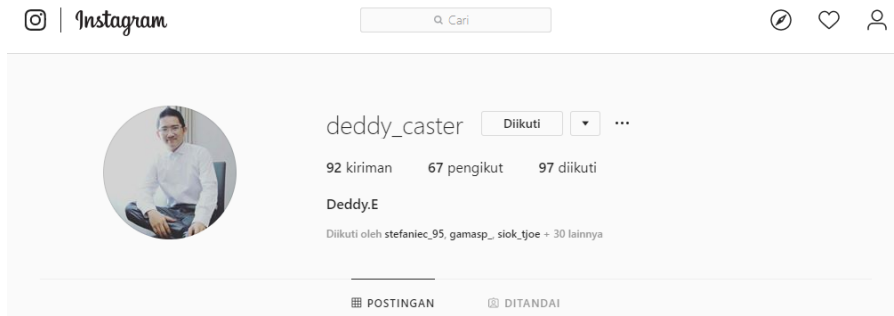 Instagram
Cari
deddy_caster Diikuti
92 kiriman 67 pengikut 97 diikuti
Deddy.E
Diikuti oleh stefaniec_95, gamasp_, siok_tjoe + 30 lainnya
POSTINGAN DITANDAI